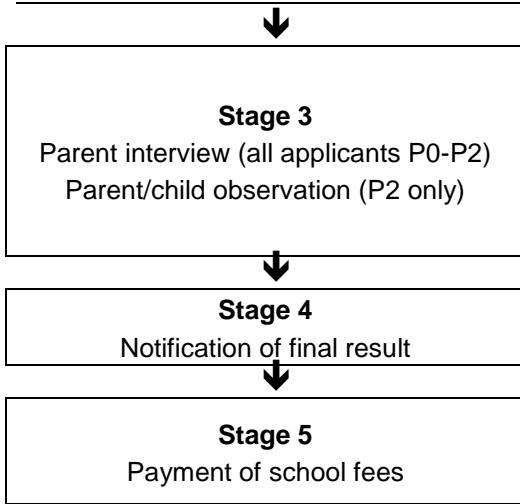 Stage 3
Parent interview (all applicants P0-P2)
Parent/child observation (P2 only)
Stage 4
Notification of final result
Stage 5
Payment of school fees